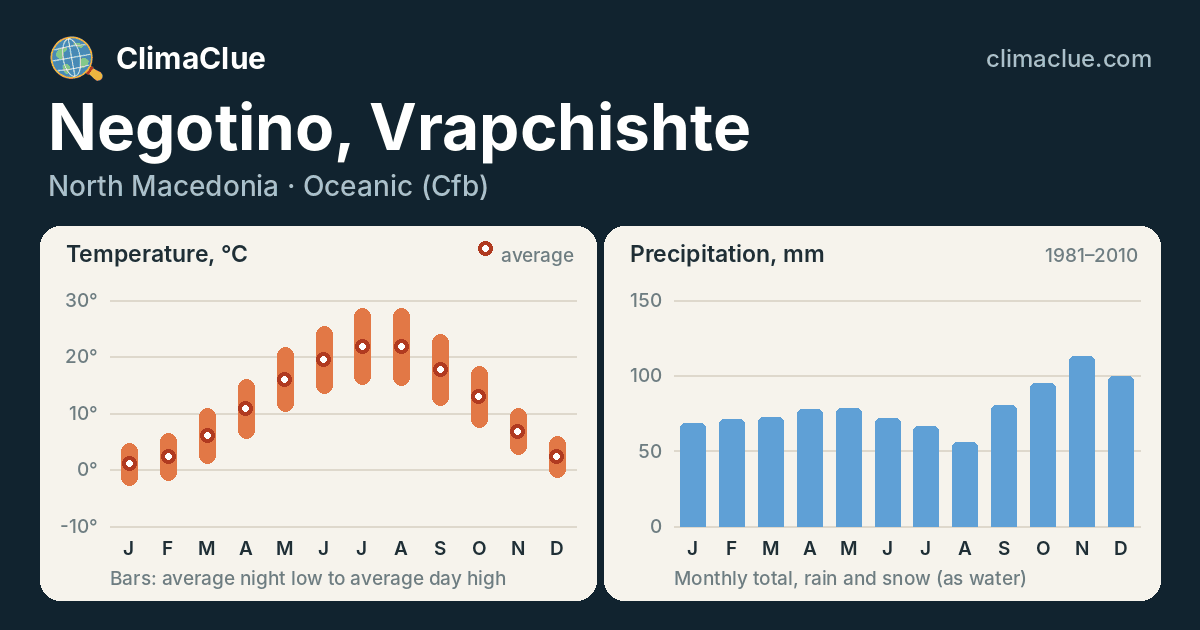 ClimaClue
climaclue.com
Negotino, Vrapchishte
North Macedonia · Oceanic (Cfb)
Temperature, °C
average
30°
20°
10°
0°
-10°
J F M A M J J A S O N D
Bars: average night low to average day high
Precipitation, mm
1981–2010
150
100
50
0
J F M A M J J A S O N D
Monthly total, rain and snow (as water)